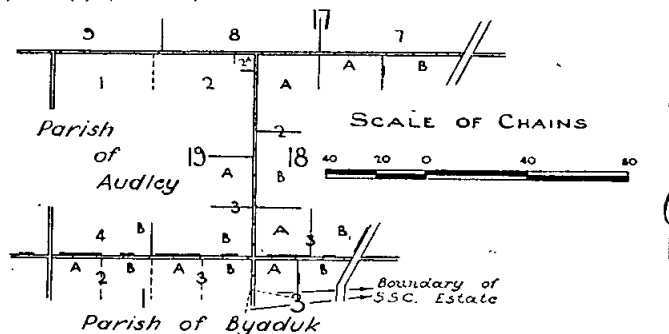 17
9 8 7
1 2 2A A A B
Parish
of
Audley
SCALE OF CHAINS
40 20 0 40 80
2
19 18
A B
3
4 B B A 3 B
A 2 B A 3 B A B
Boundary of
S.S.C. Estate
1 3
Parish of Byaduk